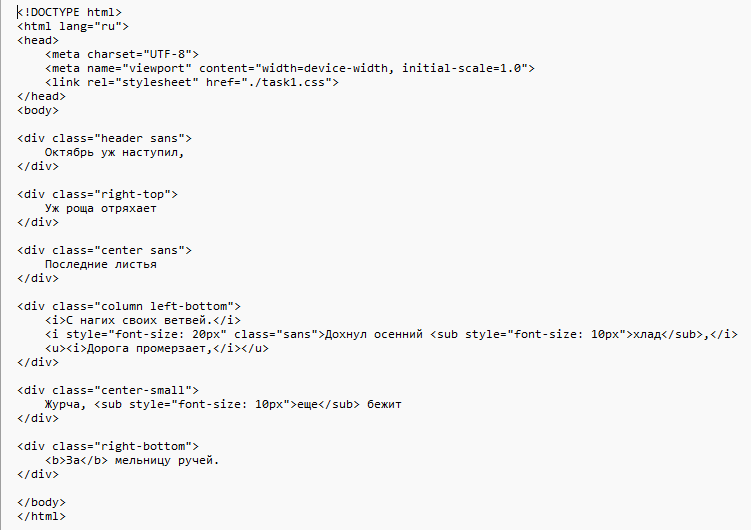 <!DOCTYPE html>
<html lang="ru">
<head>
    <meta charset="UTF-8">
    <meta name="viewport" content="width=device-width, initial-scale=1.0">
    <link rel="stylesheet" href="./task1.css">
</head>
<body>

<div class="header sans">
    Октябрь уж наступил,
</div>

<div class="right-top">
    Уж роща отряхает
</div>

<div class="center sans">
    Последние листья
</div>

<div class="column left-bottom">
    <i>С нагих своих ветвей.</i>
    <i style="font-size: 20px" class="sans">Дохнул осенний <sub style="font-size: 10px">хлад</sub>,</i>
    <u><i>Дорога промерзает,</i></u>
</div>

<div class="center-small">
    Журча, <sub style="font-size: 10px">еще</sub> бежит
</div>

<div class="right-bottom">
    <b>За</b> мельницу ручей.
</div>

</body>
</html>